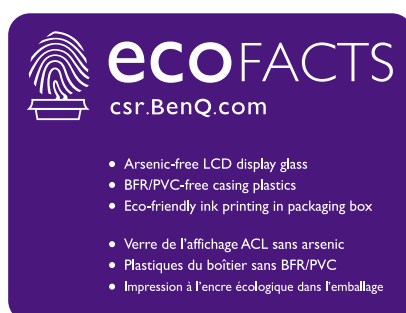 ecoFACTS
csr.BenQ.com
• Arsenic-free LCD display glass
• BFR/PVC-free casing plastics
• Eco-friendly ink printing in packaging box
• Verre de l'affichage ACL sans arsenic
• Plastiques du boîtier sans BFR/PVC
• Impression à l'encre écologique dans l'emballage